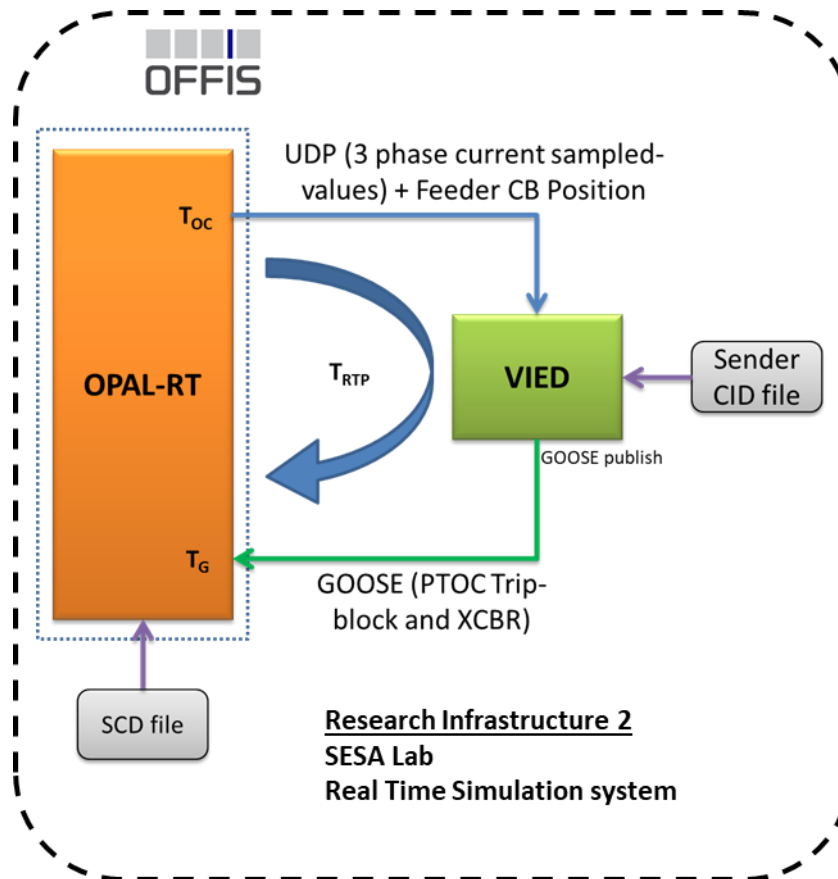 OFFIS
UDP (3 phase current sampled-
values) + Feeder CB Position
TOC
OPAL-RT
TRTP
VIED
Sender
CID file
GOOSE publish
TG
GOOSE (PTOC Trip-
block and XCBR)
SCD file
Research Infrastructure 2
SESA Lab
Real Time Simulation system